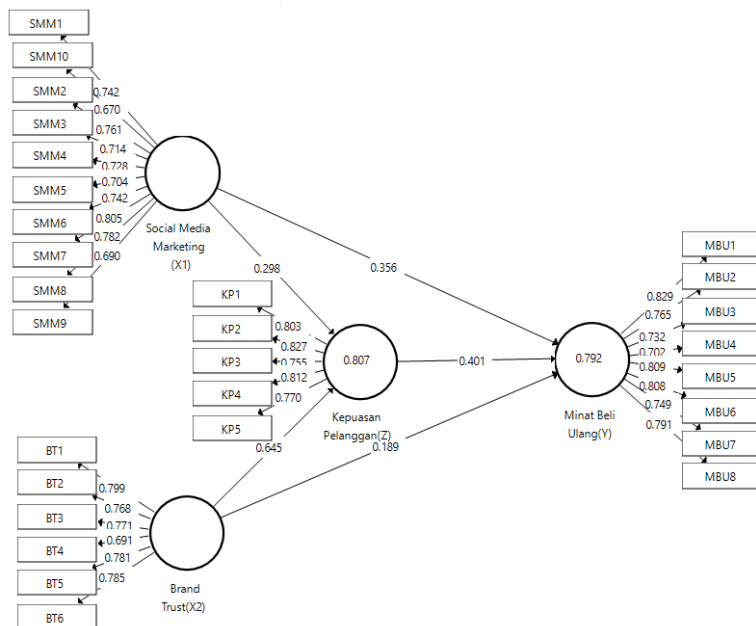 SMM1
SMM10
SMM2
SMM3
SMM4
SMM5
SMM6
SMM7
SMM8
SMM9
0.742
0.670
0.761
0.714
0.728
0.704
0.742
0.805
0.782
0.690
Social Media
Marketing
(X1)
0.298
0.356
KP1
KP2
KP3
KP4
KP5
0.803
0.827
0.755
0.812
0.770
0.807
Kepuasan
Pelanggan(Z)
0.401
0.645
0.189
0.792
Minat Beli
Ulang(Y)
0.829
0.765
0.732
0.702
0.809
0.808
0.749
0.791
MBU1
MBU2
MBU3
MBU4
MBU5
MBU6
MBU7
MBU8
BT1
BT2
BT3
BT4
BT5
BT6
0.799
0.768
0.771
0.691
0.781
0.785
Brand
Trust(X2)